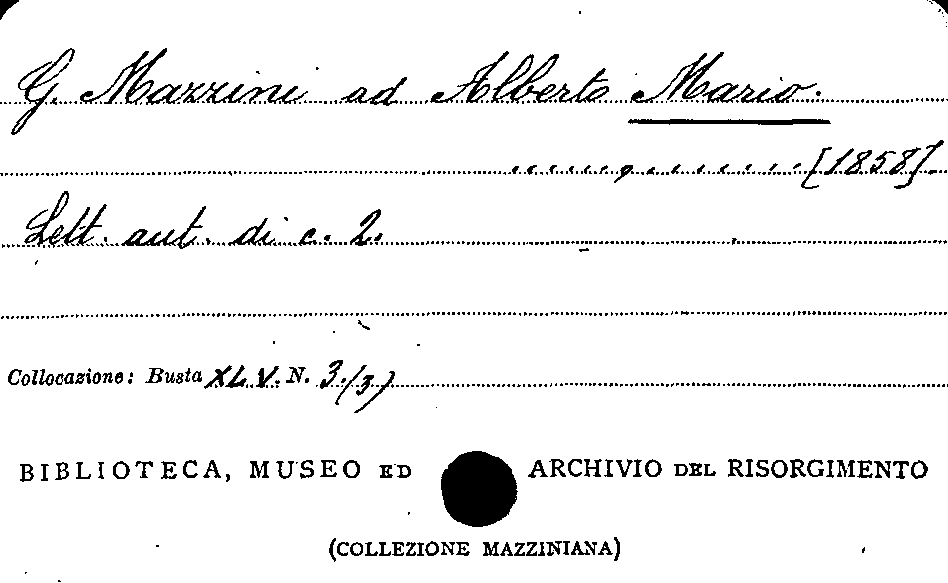 G. Mazzini ad Alberto Mario.
......,.......[1858].
Lett. aut. di c. 2.
Collocazione: Busta XLV. N. 3./3)
BIBLIOTECA, MUSEO ED ARCHIVIO DEL RISORGIMENTO
(COLLEZIONE MAZZINIANA)